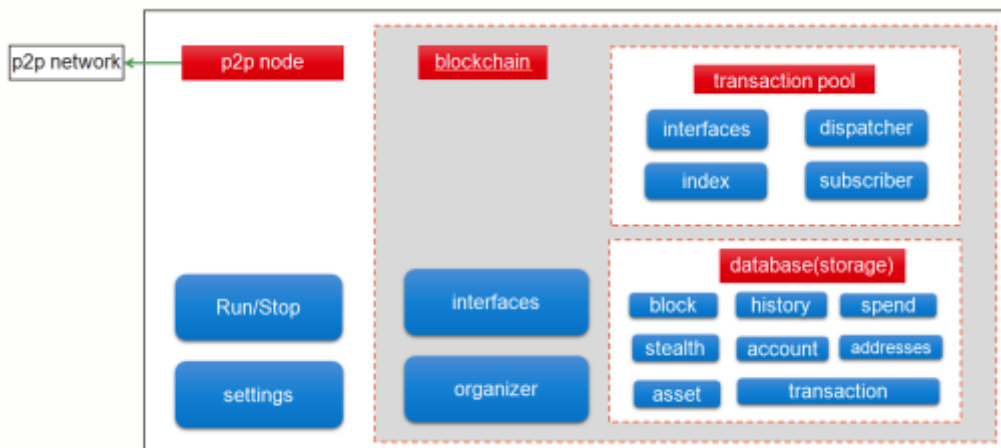 p2p network
p2p node
blockchain
transaction pool
interfaces
dispatcher
index
subscriber
Run/Stop
settings
interfaces
organizer
database(storage)
block
history
spend
stealth
account
addresses
asset
transaction